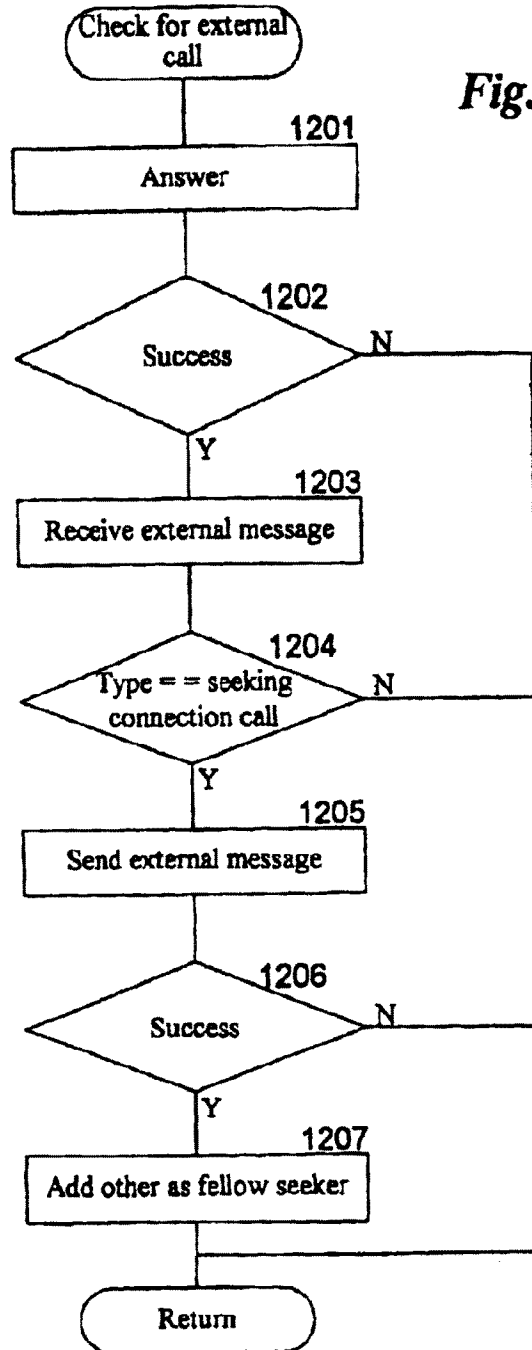 Check for external
call
Fig.
1201
Answer
1202
Success
N
Y
1203
Receive external message
1204
Type = = seeking
connection call
N
Y
1205
Send external message
1206
Success
N
Y
1207
Add other as fellow seeker
Return